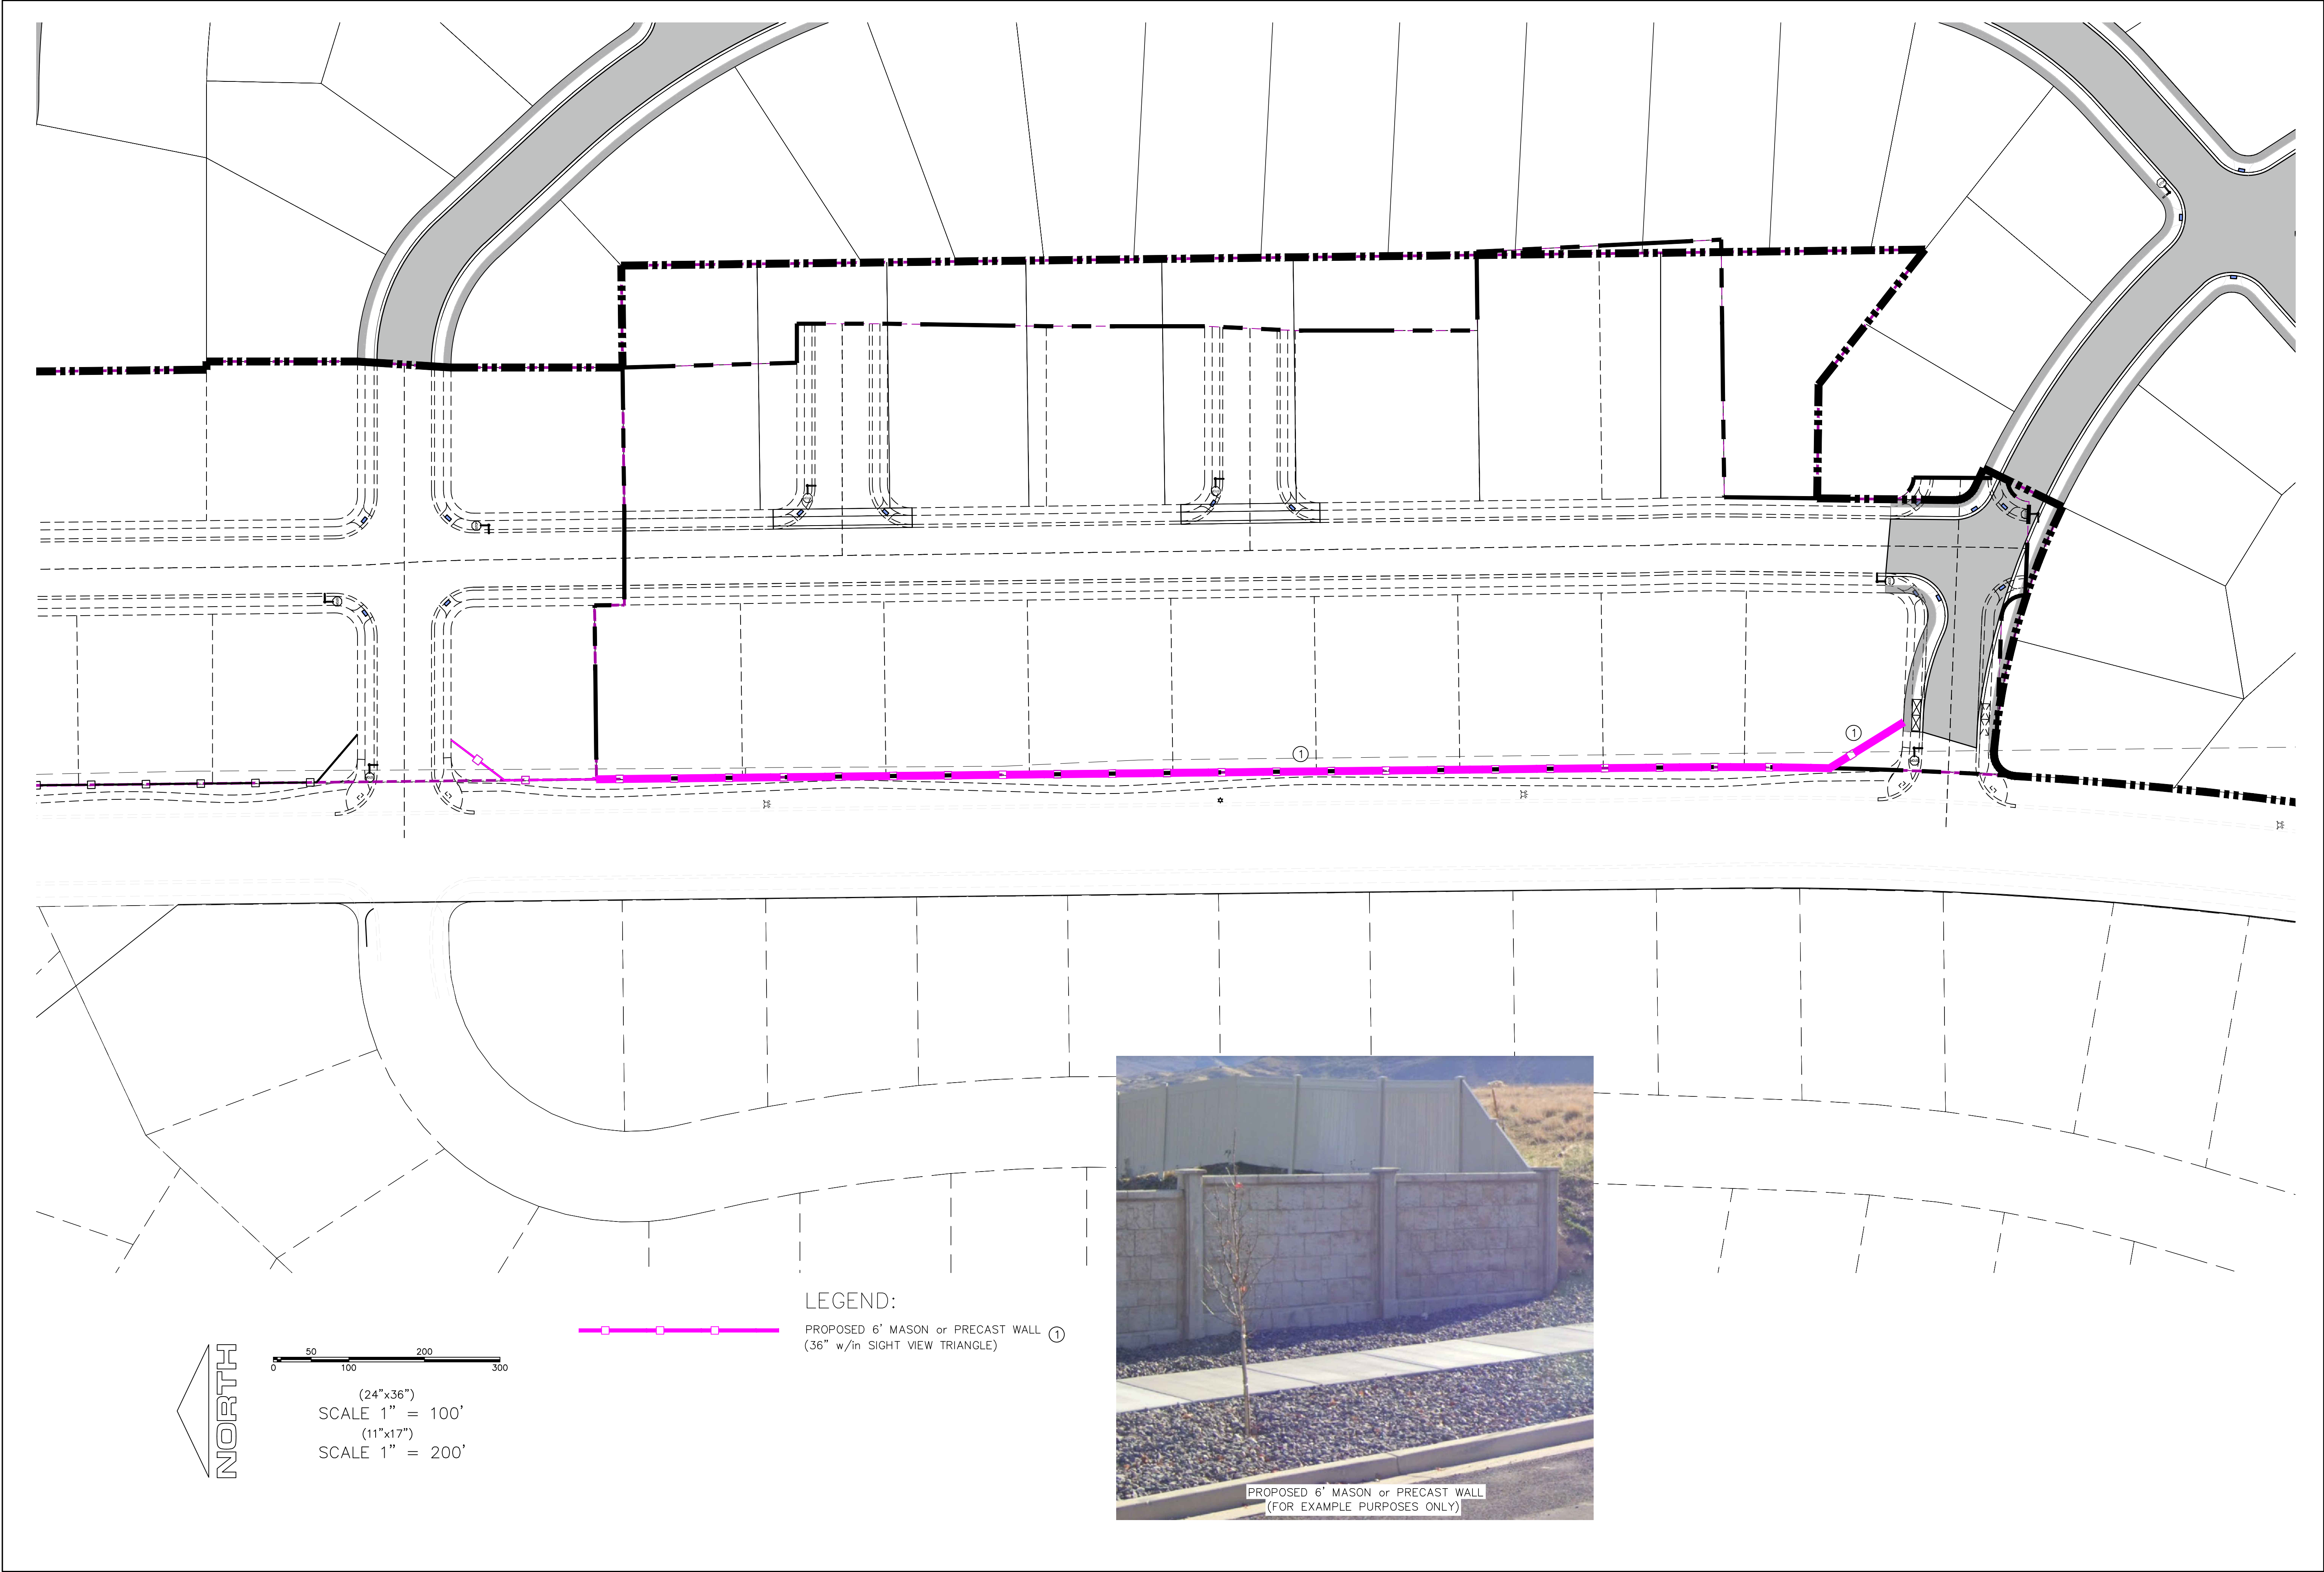 1
1
LEGEND:
PROPOSED 6' MASON or PRECAST WALL 1
(36" w/in SIGHT VIEW TRIANGLE)
NORTH
50 200
0 100 300
(24"x36")
SCALE 1" = 100'
(11"x17")
SCALE 1" = 200'
PROPOSED 6' MASON or PRECAST WALL
(FOR EXAMPLE PURPOSES ONLY)